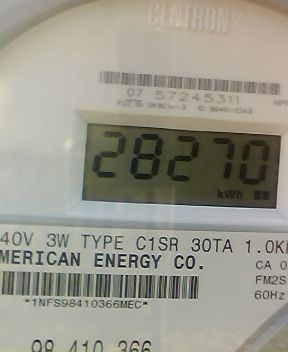 CENTRON®
07 57245311
28270
kWh
40V 3W TYPE C1SR 30TA 1.0K
MERICAN ENERGY CO.
CA 0
FM2S
60Hz
*1NFS98410366MEC*
98 410 366